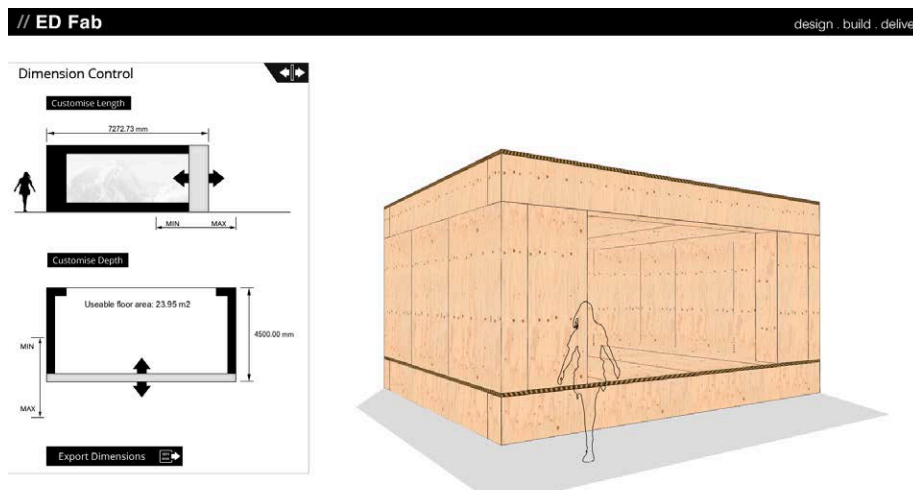 // ED Fab
design . build . delive
Dimension Control
Customise Length
7272.73 mm
MIN MAX
Customise Depth
Useable floor area: 23.95 m2
4500.00 mm
MIN
MAX
Export Dimensions